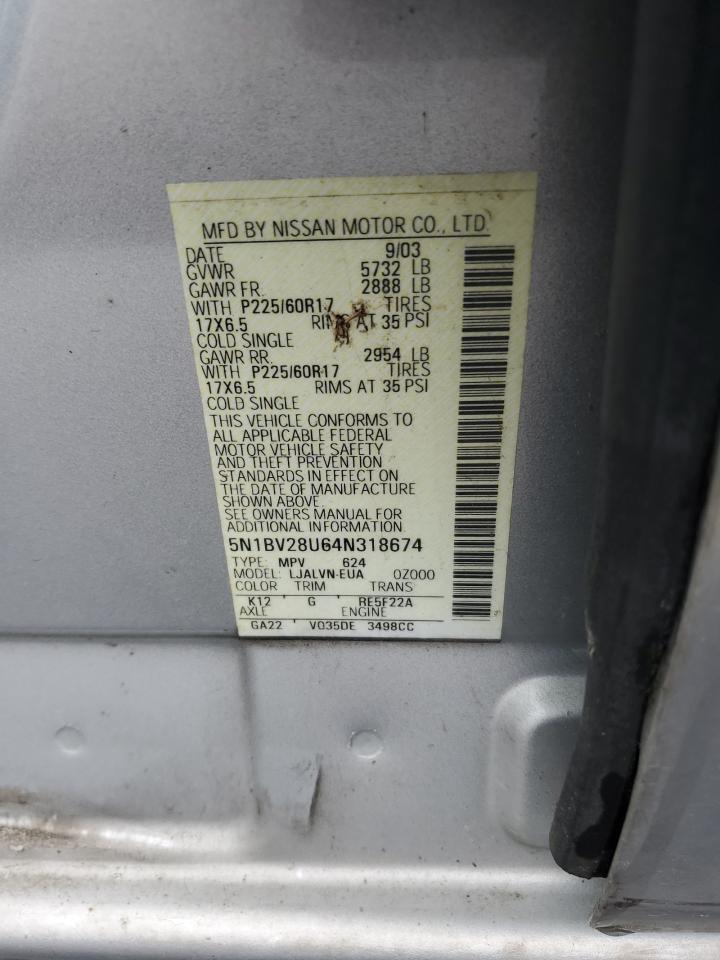 MFD BY NISSAN MOTOR CO., LTD.
DATE 9/03
GVWR 5732 LB
GAWR FR. 2888 LB
WITH P225/60R17 TIRES
17X6.5 RIMS AT 35 PSI
COLD SINGLE
GAWR RR. 2954 LB
WITH P225/60R17 TIRES
17X6.5 RIMS AT 35 PSI
COLD SINGLE
THIS VEHICLE CONFORMS TO
ALL APPLICABLE FEDERAL
MOTOR VEHICLE SAFETY
AND THEFT PREVENTION
STANDARDS IN EFFECT ON
THE DATE OF MANUFACTURE
SHOWN ABOVE.
SEE OWNERS MANUAL FOR
ADDITIONAL INFORMATION.
5N1BV28U64N318674
TYPE: MPV 624
MODEL: LJALVN-EUA 0Z000
COLOR TRIM TRANS
K12 G RE5F22A
AXLE ENGINE
GA22 VQ35DE 3498CC